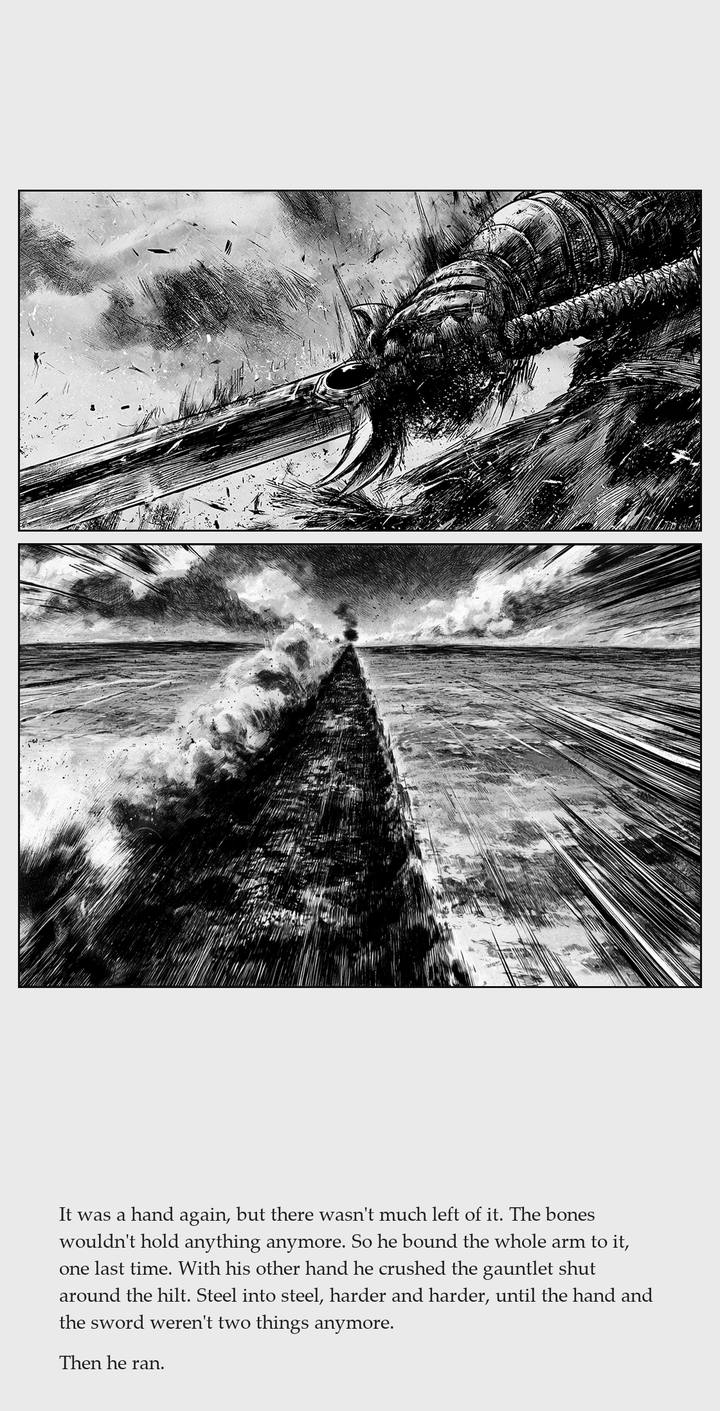 It was a hand again, but there wasn't much left of it. The bones
wouldn't hold anything anymore. So he bound the whole arm to it,
one last time. With his other hand he crushed the gauntlet shut
around the hilt. Steel into steel, harder and harder, until the hand and
the sword weren't two things anymore.
Then he ran.